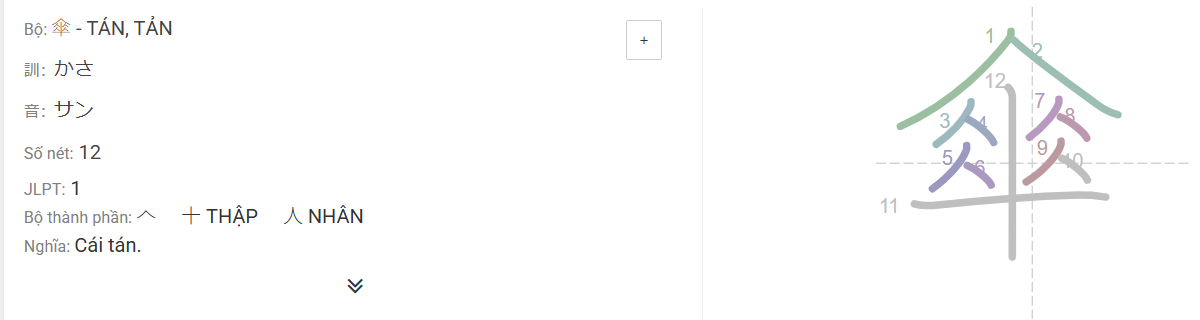 Bộ: 傘 - TÁN, TẢN
+
訓: かさ
音: サン
Số nét: 12
JLPT: 1
Bộ thành phần: 𠆢 十 THẬP 人 NHÂN
Nghĩa: Cái tán.
1
2
12
7
3
4
8
9
5
6
10
11